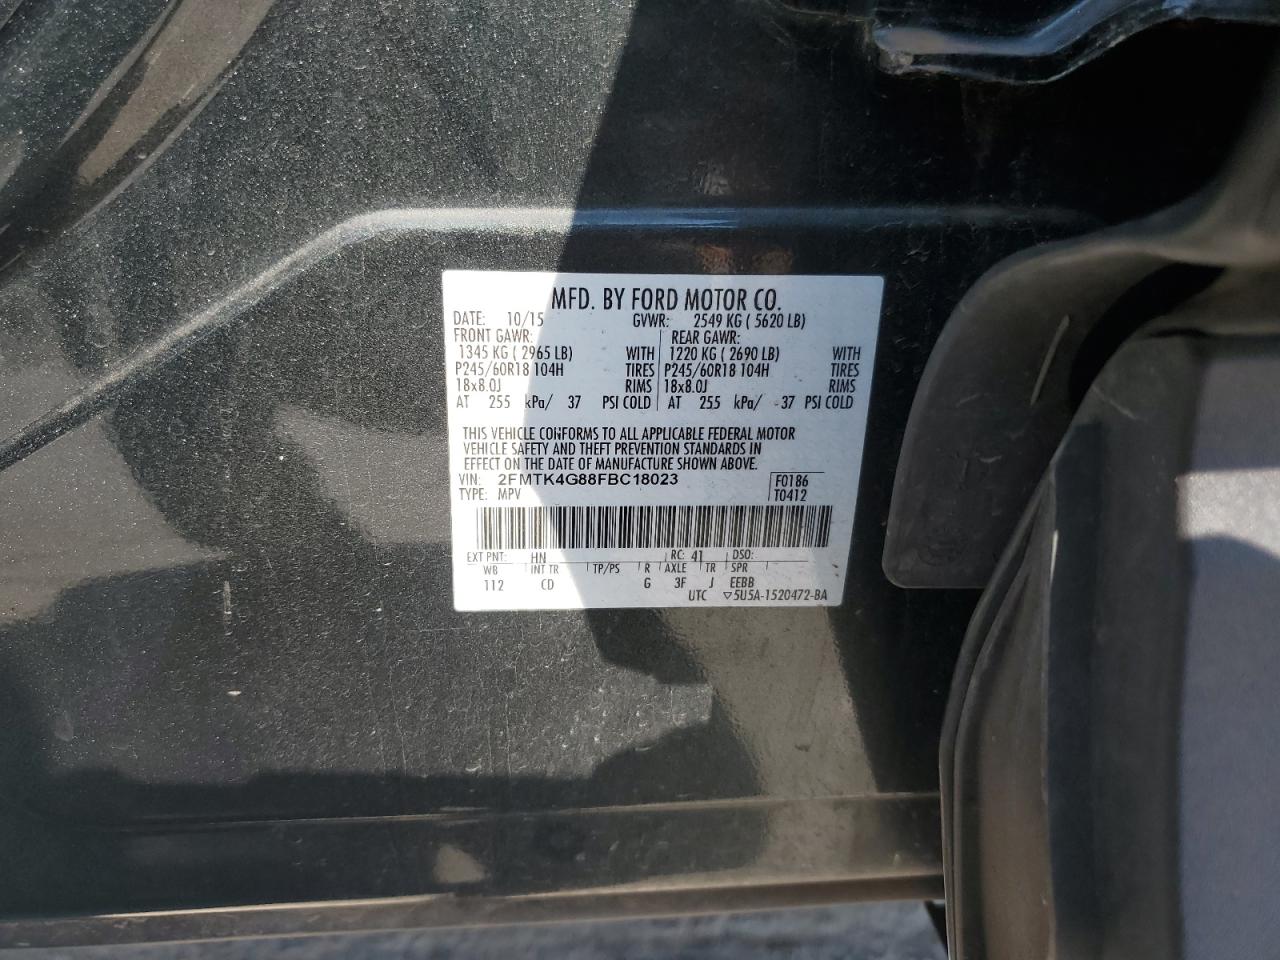 MFD. BY FORD MOTOR CO.
DATE: 10/15 GVWR: 2549 KG ( 5620 LB)
FRONT GAWR: REAR GAWR:
1345 KG ( 2965 LB) WITH 1220 KG ( 2690 LB) WITH
P245/60R18 104H TIRES P245/60R18 104H TIRES
18x8.0J RIMS 18x8.0J RIMS
AT 255 kPa/ 37 PSI COLD AT 255 kPa/ 37 PSI COLD
THIS VEHICLE CONFORMS TO ALL APPLICABLE FEDERAL MOTOR
VEHICLE SAFETY AND THEFT PREVENTION STANDARDS IN
EFFECT ON THE DATE OF MANUFACTURE SHOWN ABOVE.
VIN: 2FMTK4G88FBC18023 F0186
TYPE: MPV T0412
EXT PNT: HN RC: 41 DSO:
WB INT TR TP/PS R AXLE TR SPR
112 CD G 3F J EEBB
UTC ▽5U5A-1520472-BA